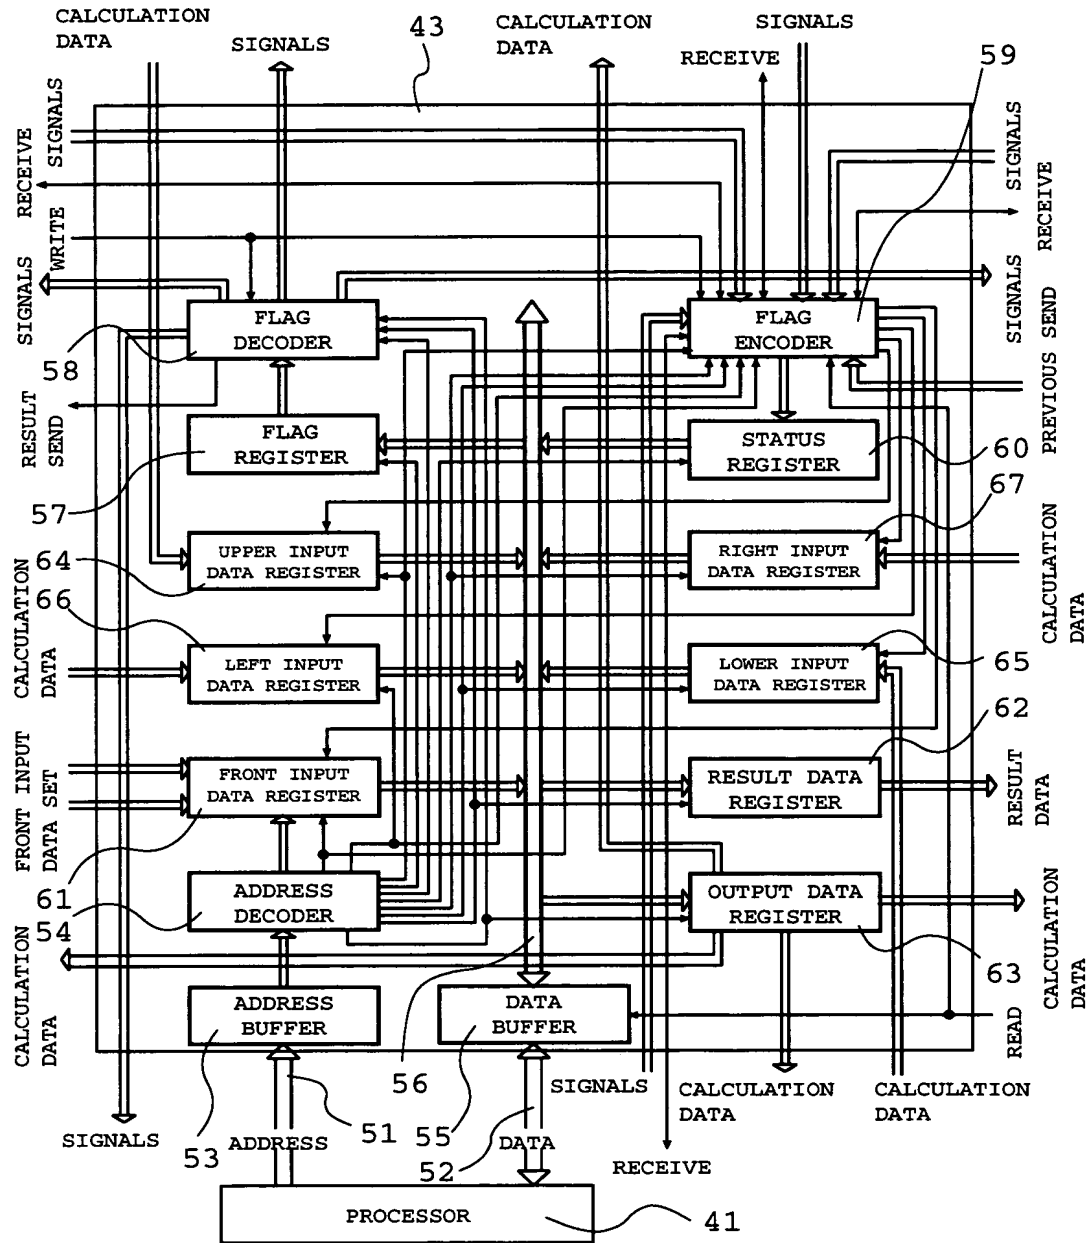 CALCULATION
DATA
SIGNALS
43
CALCULATION
DATA
RECEIVE
SIGNALS
59
SIGNALS
RECEIVE
WRITE
SIGNALS
SIGNALS
RECEIVE
SIGNALS
PREVIOUS SEND
FLAG
DECODER
58
FLAG
ENCODER
RESULT
SEND
FLAG
REGISTER
57
STATUS
REGISTER
60
67
UPPER INPUT
DATA REGISTER
64
RIGHT INPUT
DATA REGISTER
CALCULATION
DATA
66
CALCULATION
DATA
LEFT INPUT
DATA REGISTER
LOWER INPUT
DATA REGISTER
65
62
FRONT INPUT
DATA SET
FRONT INPUT
DATA REGISTER
61
RESULT DATA
REGISTER
RESULT
DATA
ADDRESS
DECODER
54
OUTPUT DATA
REGISTER
63
CALCULATION
DATA
CALCULATION
DATA
ADDRESS
BUFFER
53
DATA
BUFFER
55
56
READ
SIGNALS
CALCULATION
DATA
CALCULATION
DATA
SIGNALS
ADDRESS
51
DATA
52
RECEIVE
PROCESSOR
41